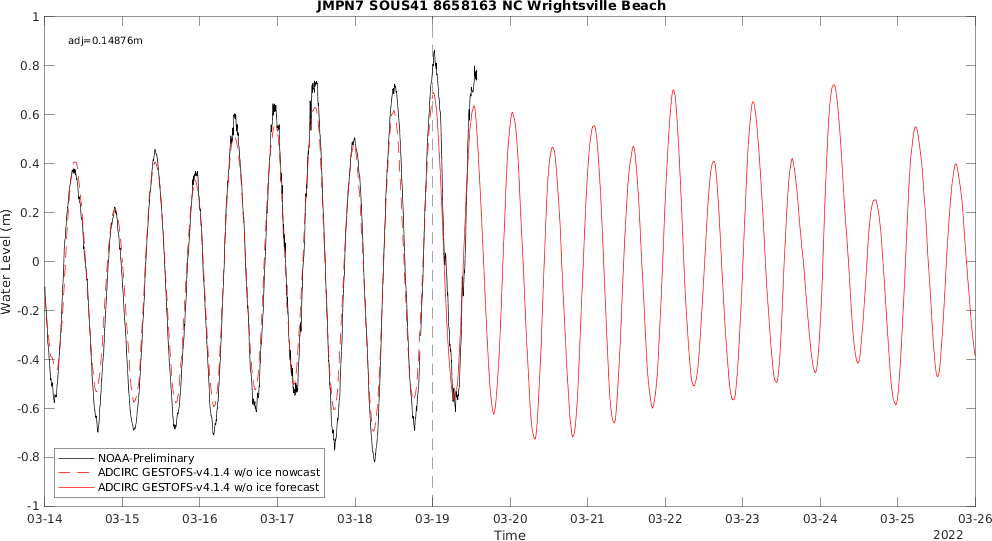 JMPN7 SOUS41 8658163 NC Wrightsville Beach
adj=0.14876m
1
0.8
0.6
0.4
0.2
0
-0.2
-0.4
-0.6
-0.8
-1
Water Level (m)
NOAA-Preliminary
ADCIRC GESTOFS-v4.1.4 w/o ice nowcast
ADCIRC GESTOFS-v4.1.4 w/o ice forecast
03-14 03-15 03-16 03-17 03-18 03-19 03-20 03-21 03-22 03-23 03-24 03-25 03-26
Time
2022